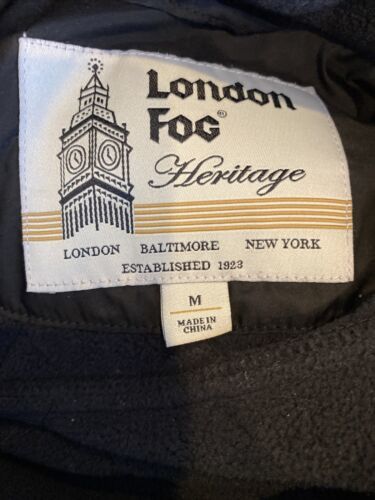 London
Fog®
Heritage
LONDON BALTIMORE NEW YORK
ESTABLISHED 1923
M
MADE IN
CHINA